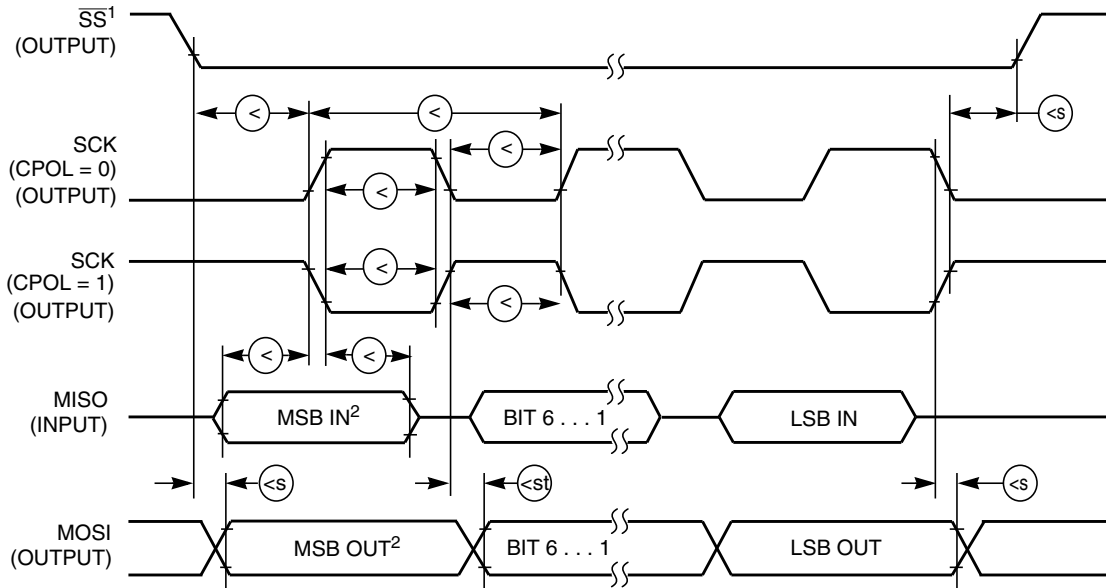 SS¹
(OUTPUT)
< < <s
SCK
(CPOL = 0)
(OUTPUT)
<
<
SCK
(CPOL = 1)
(OUTPUT)
<
<
< <
MISO
(INPUT)
MSB IN² BIT 6 . . . 1 LSB IN
<s <st <s
MOSI
(OUTPUT)
MSB OUT² BIT 6 . . . 1 LSB OUT